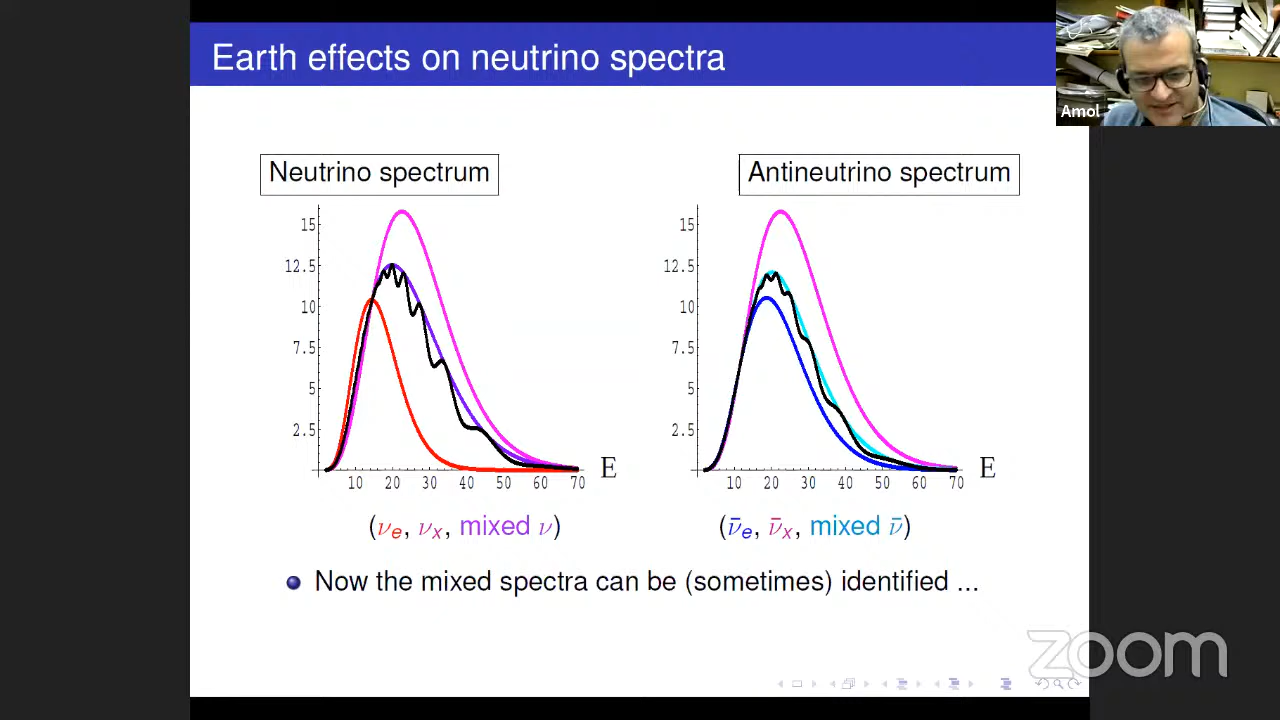 Earth effects on neutrino spectra
Amol
Neutrino spectrum
Antineutrino spectrum
15
12.5
10
7.5
5
2.5
10 20 30 40 50 60 70
E
15
12.5
10
7.5
5
2.5
10 20 30 40 50 60 70
E
(νₑ, νₓ, mixed ν)
(ν̄ₑ, ν̄ₓ, mixed ν̄)
Now the mixed spectra can be (sometimes) identified ...
zoom